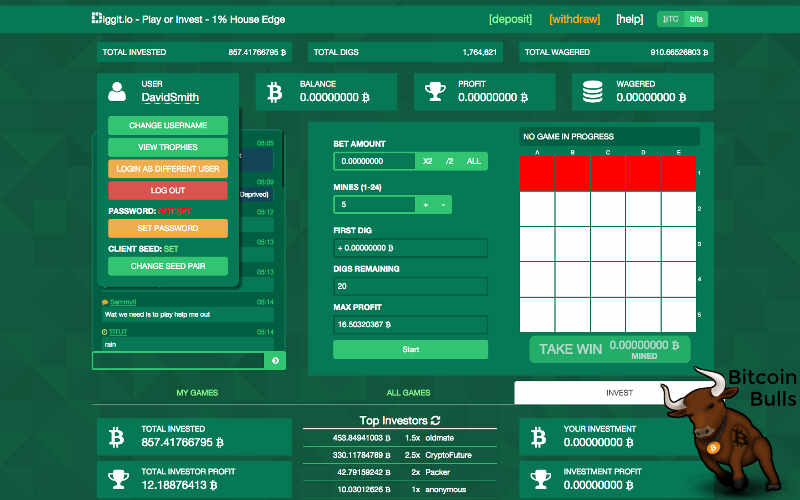 Diggit.io - Play or Invest - 1% House Edge
[deposit]
[withdraw]
[help]
BTC
bits
TOTAL INVESTED 857.41766795 ₿
TOTAL DIGS 1,764,621
TOTAL WAGERED 910.66526803 ₿
USER
DavidSmith
BALANCE
0.00000000 ₿
PROFIT
0.00000000 ₿
WAGERED
0.00000000 ₿
CHANGE USERNAME
VIEW TROPHIES
LOGIN AS DIFFERENT USER
LOG OUT
PASSWORD: NOT SET
SET PASSWORD
CLIENT SEED: SET
CHANGE SEED PAIR
05:05
05:09
Deprived)
05:12
05:13
05:13
Sammyll 05:14
Wat we need is to play help me out
TITUT 05:14
rain
BET AMOUNT
0.00000000 X2 /2 ALL
MINES (1-24)
5 + -
FIRST DIG
+ 0.00000000 ₿
DIGS REMAINING
20
MAX PROFIT
16.50320367 ₿
Start
NO GAME IN PROGRESS
A B C D E
1
2
3
4
5
TAKE WIN 0.00000000 ₿
MINED
MY GAMES
ALL GAMES
INVEST
TOTAL INVESTED
857.41766795 ₿
TOTAL INVESTOR PROFIT
12.18876413 ₿
Top Investors
453.84941003 ₿ 1.5x oldmate
330.11784789 ₿ 2.5x CryptoFuture
42.79159242 ₿ 2x Packer
10.03012626 ₿ 1x anonymous
YOUR INVESTMENT
0.00000000 ₿
INVESTMENT PROFIT
0.00000000 ₿
Bitcoin
Bulls